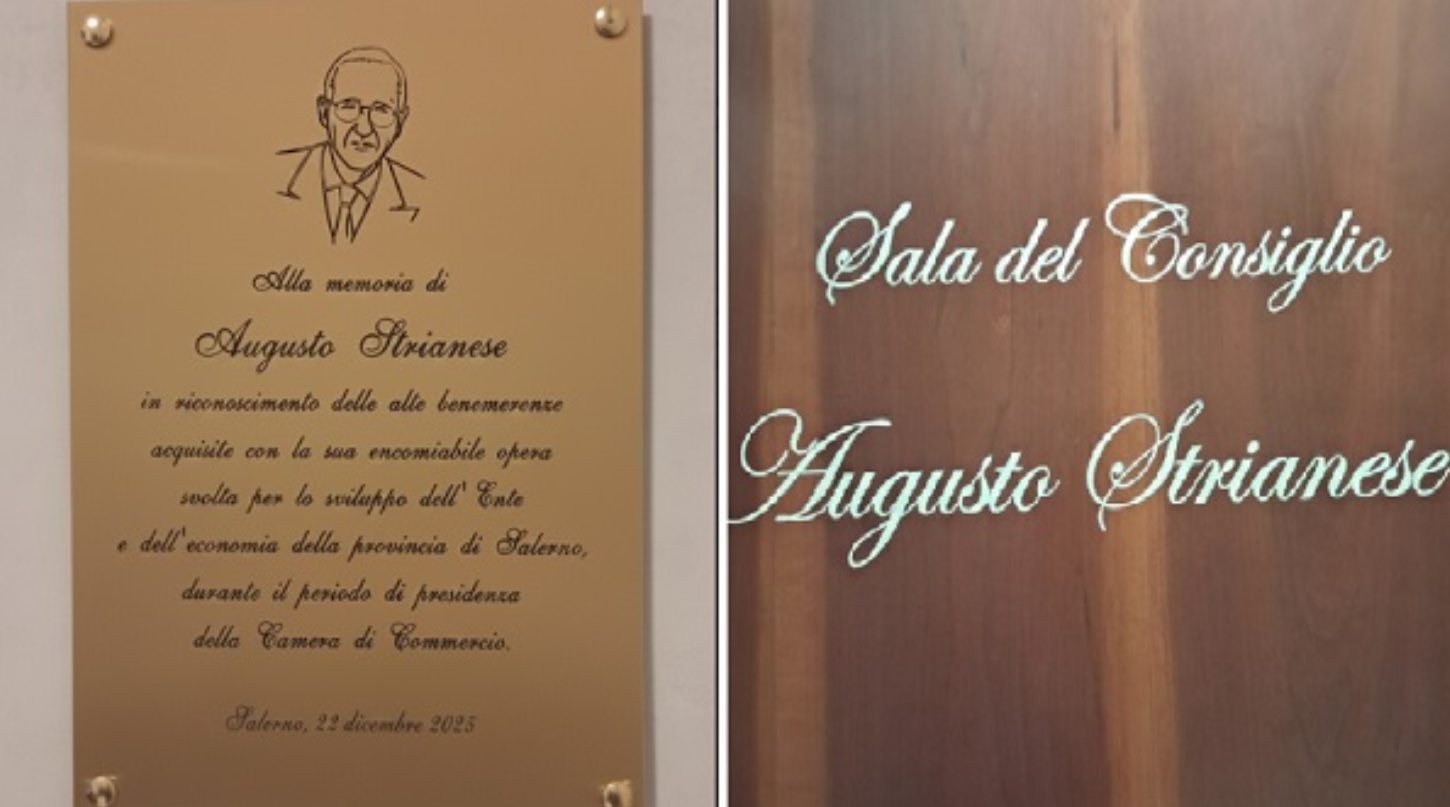 Alla memoria di
Augusto Strianese
in riconoscimento delle alte benemerenze
acquisite con la sua encomiabile opera
svolta per lo sviluppo dell'Ente
e dell'economia della provincia di Salerno,
durante il periodo di presidenza
della Camera di Commercio.
Salerno, 22 dicembre 2025
Sala del Consiglio
Augusto Strianese